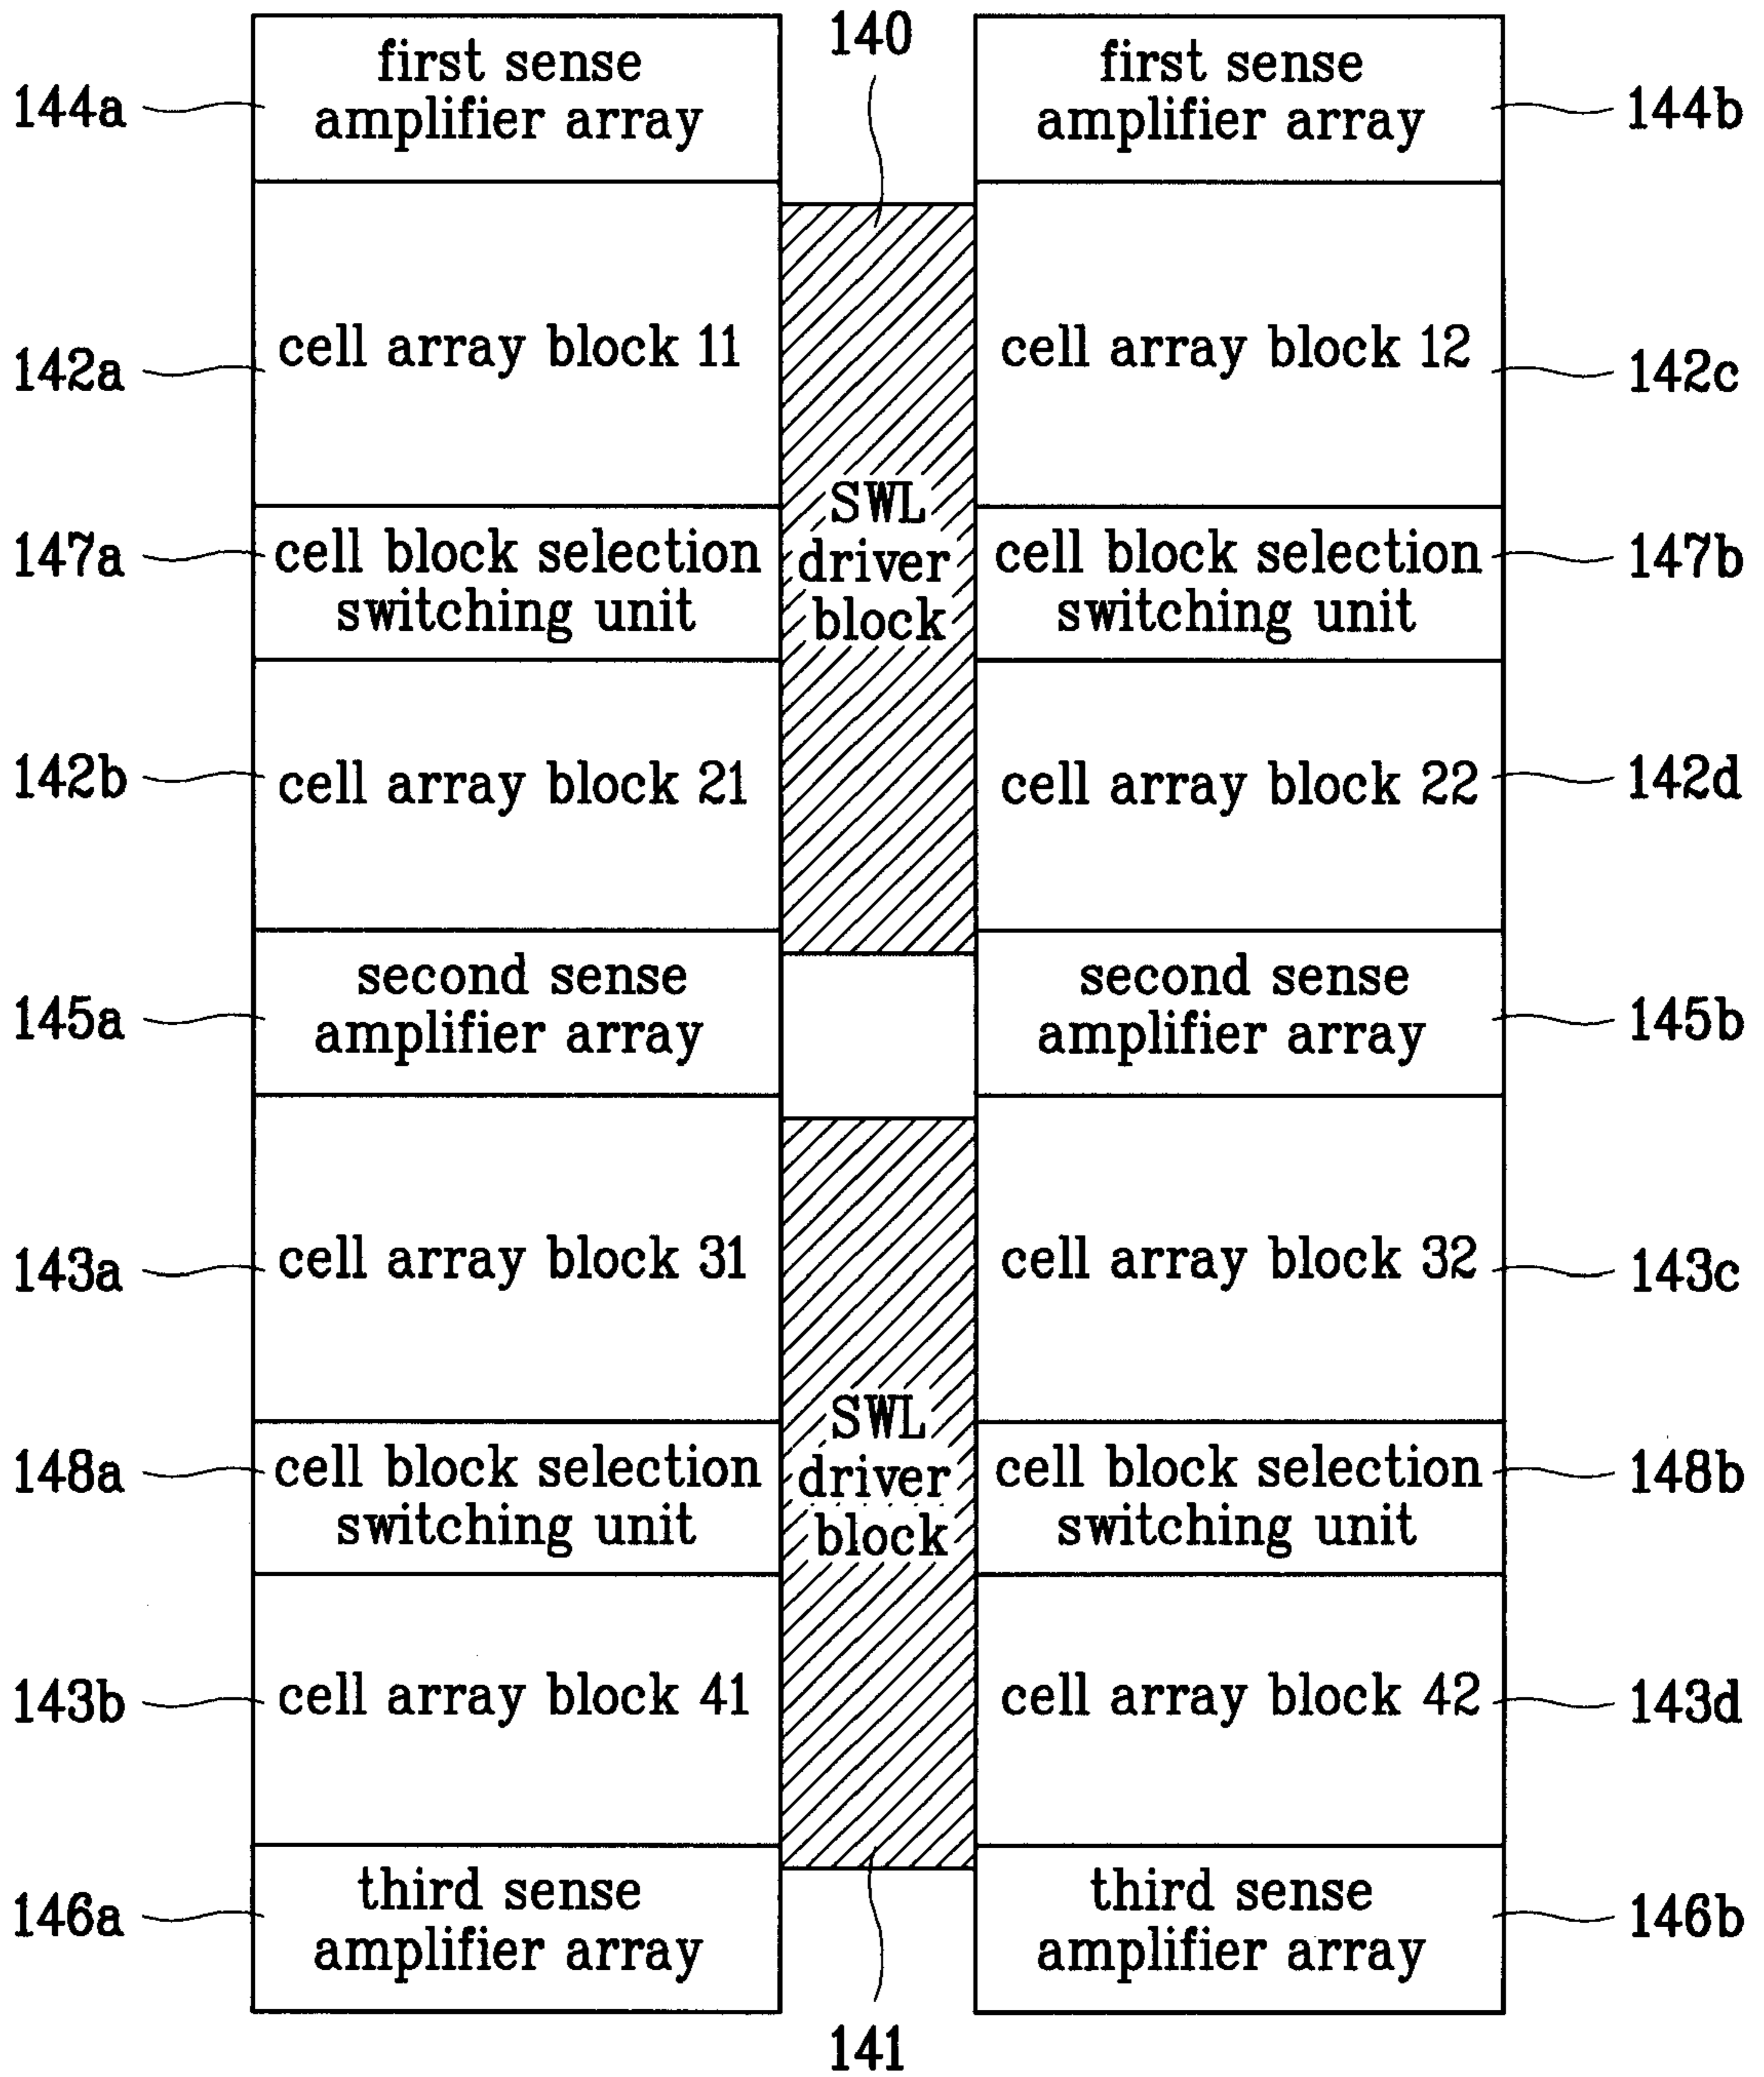 140
first sense
amplifier array
first sense
amplifier array
144a
144b
cell array block 11
cell array block 12
142a
142c
SWL
driver
block
147a
cell block selection
switching unit
cell block selection
switching unit
147b
142b
cell array block 21
cell array block 22
142d
second sense
amplifier array
second sense
amplifier array
145a
145b
143a
cell array block 31
cell array block 32
143c
SWL
driver
block
148a
cell block selection
switching unit
cell block selection
switching unit
148b
143b
cell array block 41
cell array block 42
143d
third sense
amplifier array
third sense
amplifier array
146a
146b
141